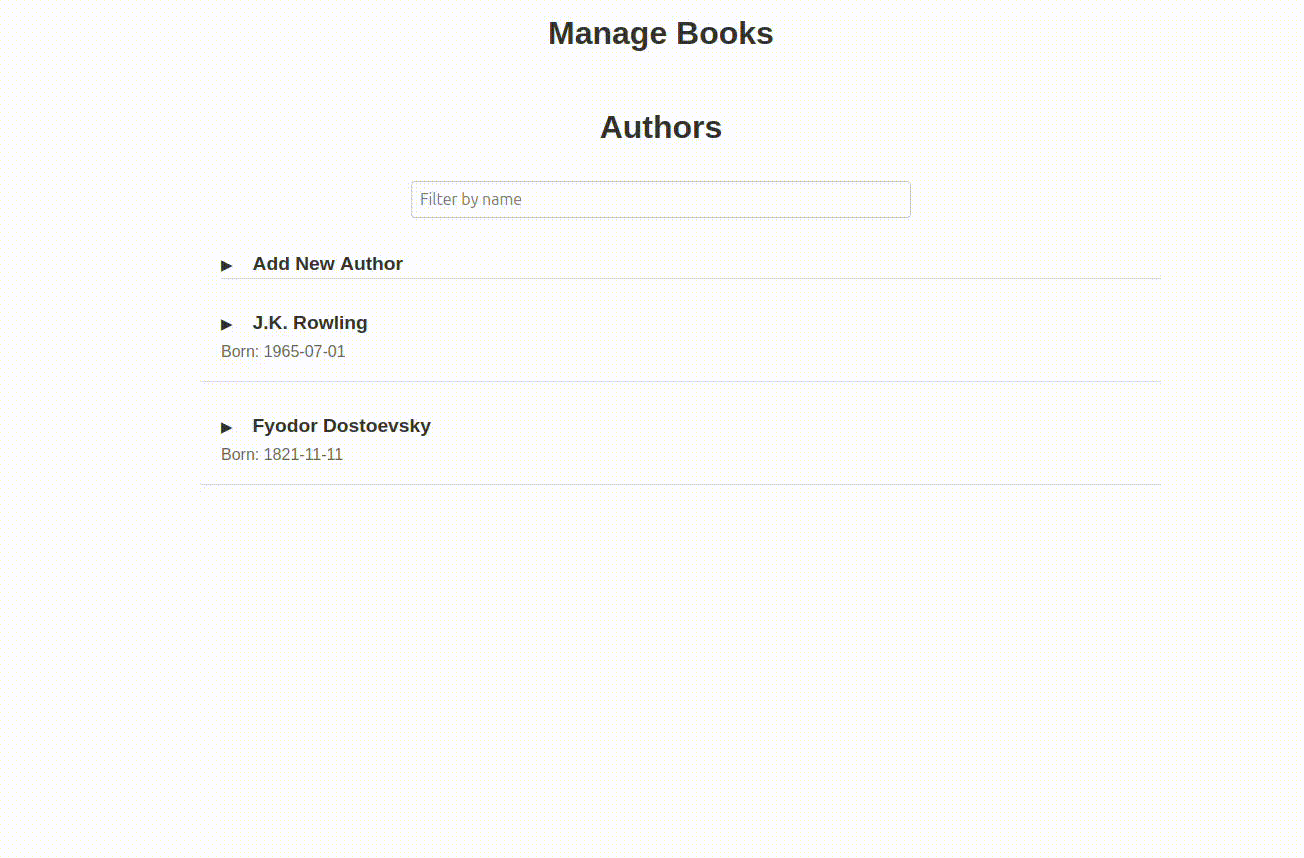 Manage Books
Authors
Filter by name
▶ Add New Author
▶ J.K. Rowling
Born: 1965-07-01
▶ Fyodor Dostoevsky
Born: 1821-11-11